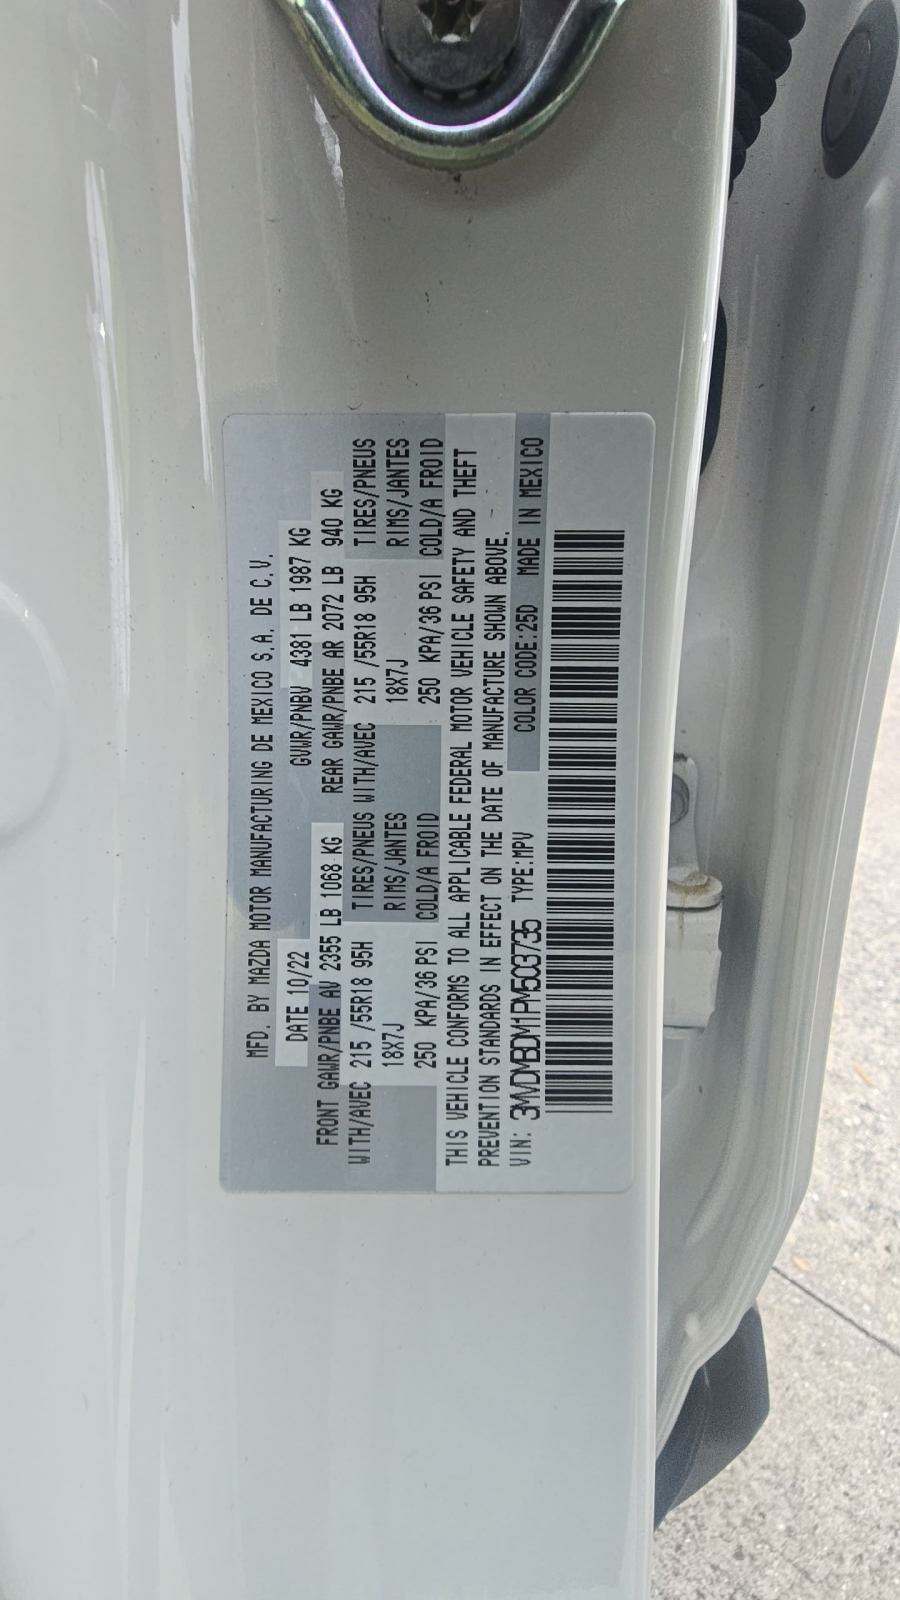 MFD. BY MAZDA MOTOR MANUFACTURING DE MEXICO S.A. DE C.V.
DATE 10/22 GVWR/PNBV 4381 LB 1987 KG
FRONT GAWR/PNBE AV 2355 LB 1068 KG REAR GAWR/PNBE AR 2072 LB 940 KG
WITH/AVEC 215 /55R18 95H TIRES/PNEUS WITH/AVEC 215 /55R18 95H TIRES/PNEUS
18X7J RIMS/JANTES 18X7J RIMS/JANTES
250 KPA/36 PSI COLD/A FROID 250 KPA/36 PSI COLD/A FROID
THIS VEHICLE CONFORMS TO ALL APPLICABLE FEDERAL MOTOR VEHICLE SAFETY AND THEFT
PREVENTION STANDARDS IN EFFECT ON THE DATE OF MANUFACTURE SHOWN ABOVE.
VIN: 3MVDMBDM1PM503735 TYPE:MPV COLOR CODE:25D MADE IN MEXICO